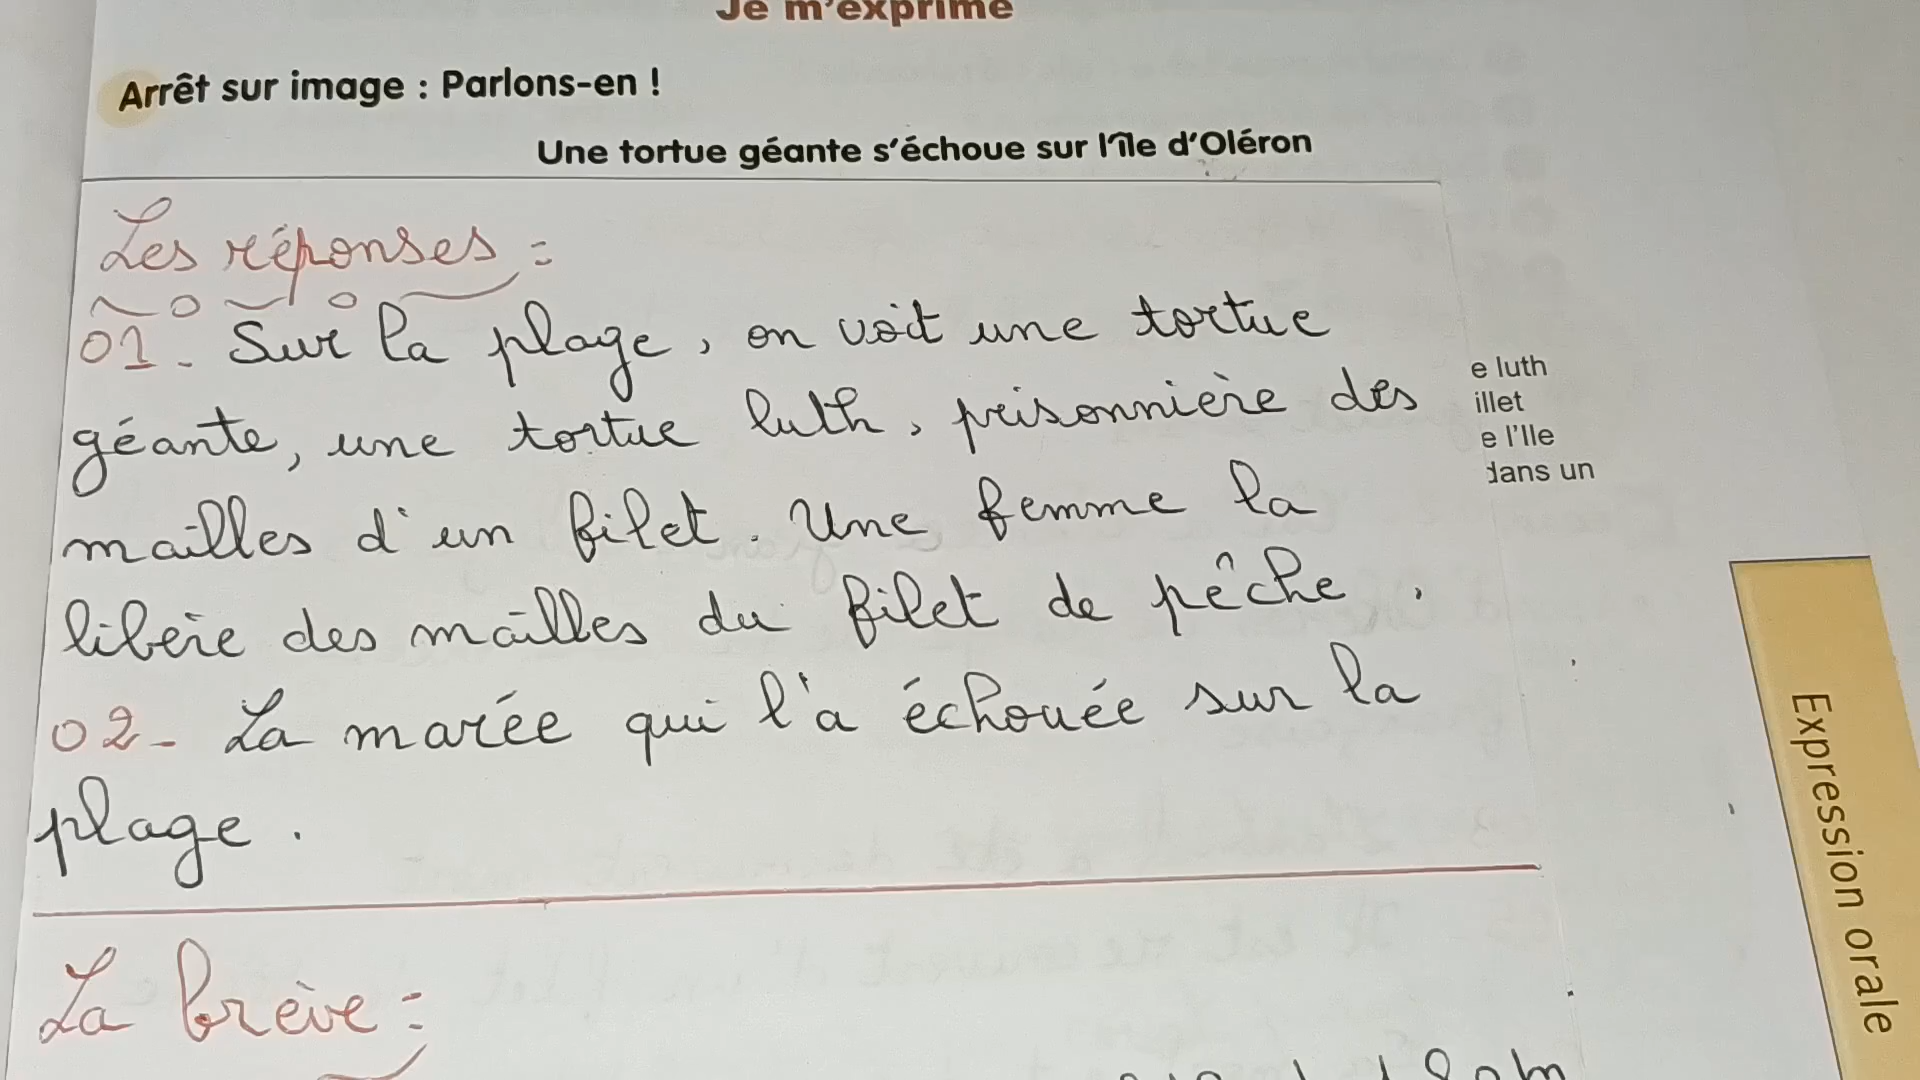 Je m'exprime
Arrêt sur image : Parlons-en !
Une tortue géante s'échoue sur l'île d'Oléron
Les réponses :
01 - Sur la plage, on voit une tortue
géante, une tortue luth, prisonnière des
mailles d'un filet. Une femme la
libère des mailles du filet de pêche.
02 - La marée qui l'a échouée sur la
plage.
La brève :
e luth
illet
e l'Ile
dans un
Expression orale